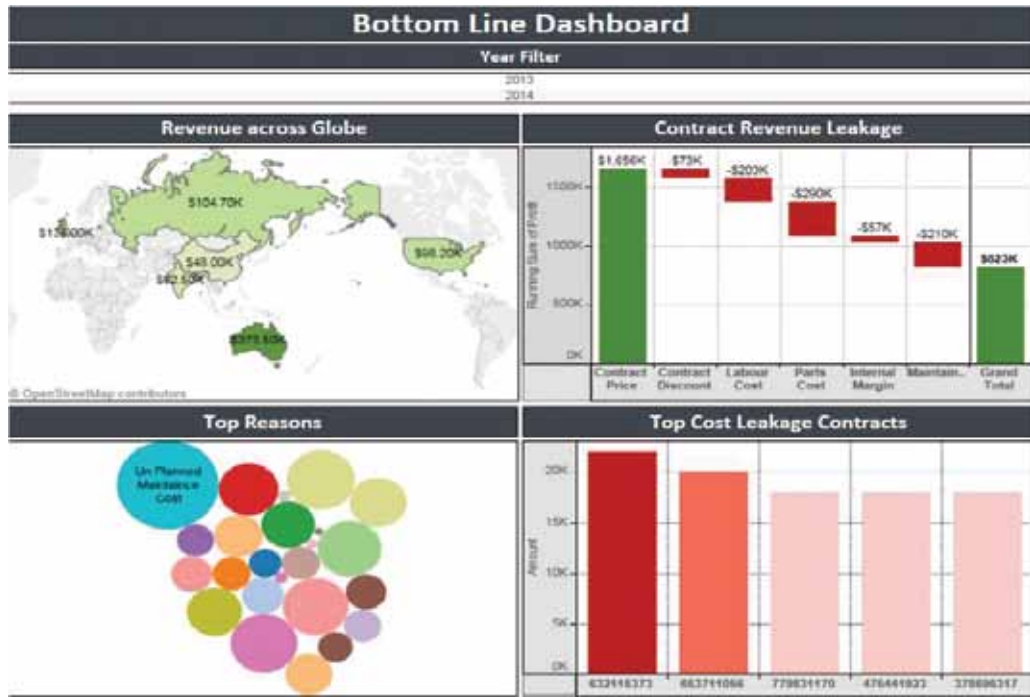 Bottom Line Dashboard
Year Filter
2013
2014
Revenue across Globe
$104.70K
$48.00K
$98.20K
OpenStreetMap contributors
Contract Revenue Leakage
Running Sum of Profit
1500K
1000K
500K
0K
$1,656K
-$73K
-$203K
-$290K
-$57K
-$210K
$823K
Contract Price
Contract Discount
Labour Cost
Parts Cost
Internal Margin
Maintain..
Grand Total
Top Reasons
Un Planned
Maintaince
Cost
Top Cost Leakage Contracts
Amount
20K
15K
10K
5K
0K